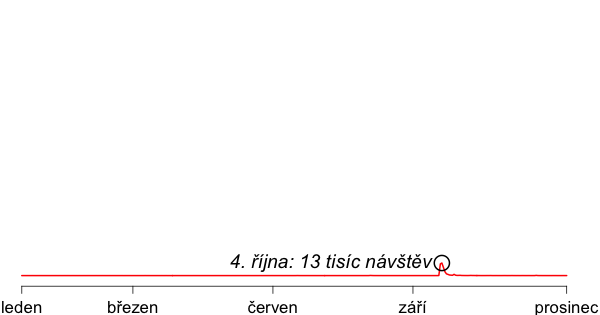 4. října: 13 tisíc návštěv
leden březen červen září prosinec